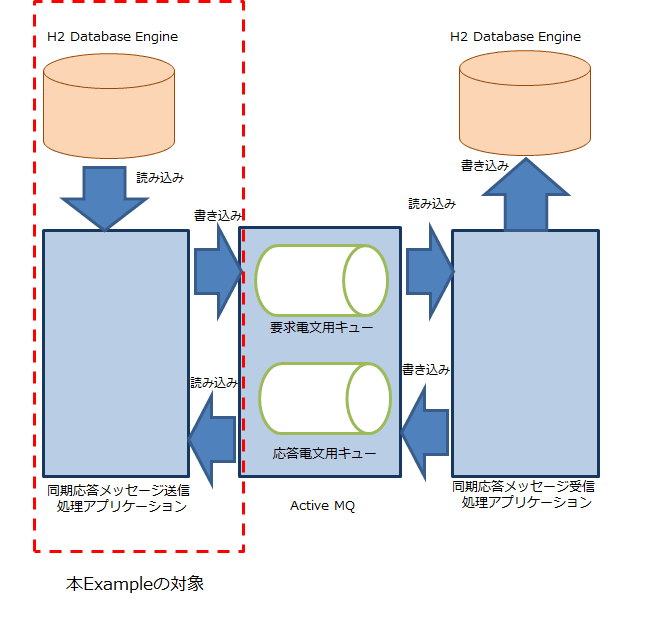 H2 Database Engine
H2 Database Engine
読み込み
書き込み
書き込み
読み込み
要求電文用キュー
読み込み
書き込み
応答電文用キュー
同期応答メッセージ送信
処理アプリケーション
Active MQ
同期応答メッセージ受信
処理アプリケーション
本Exampleの対象